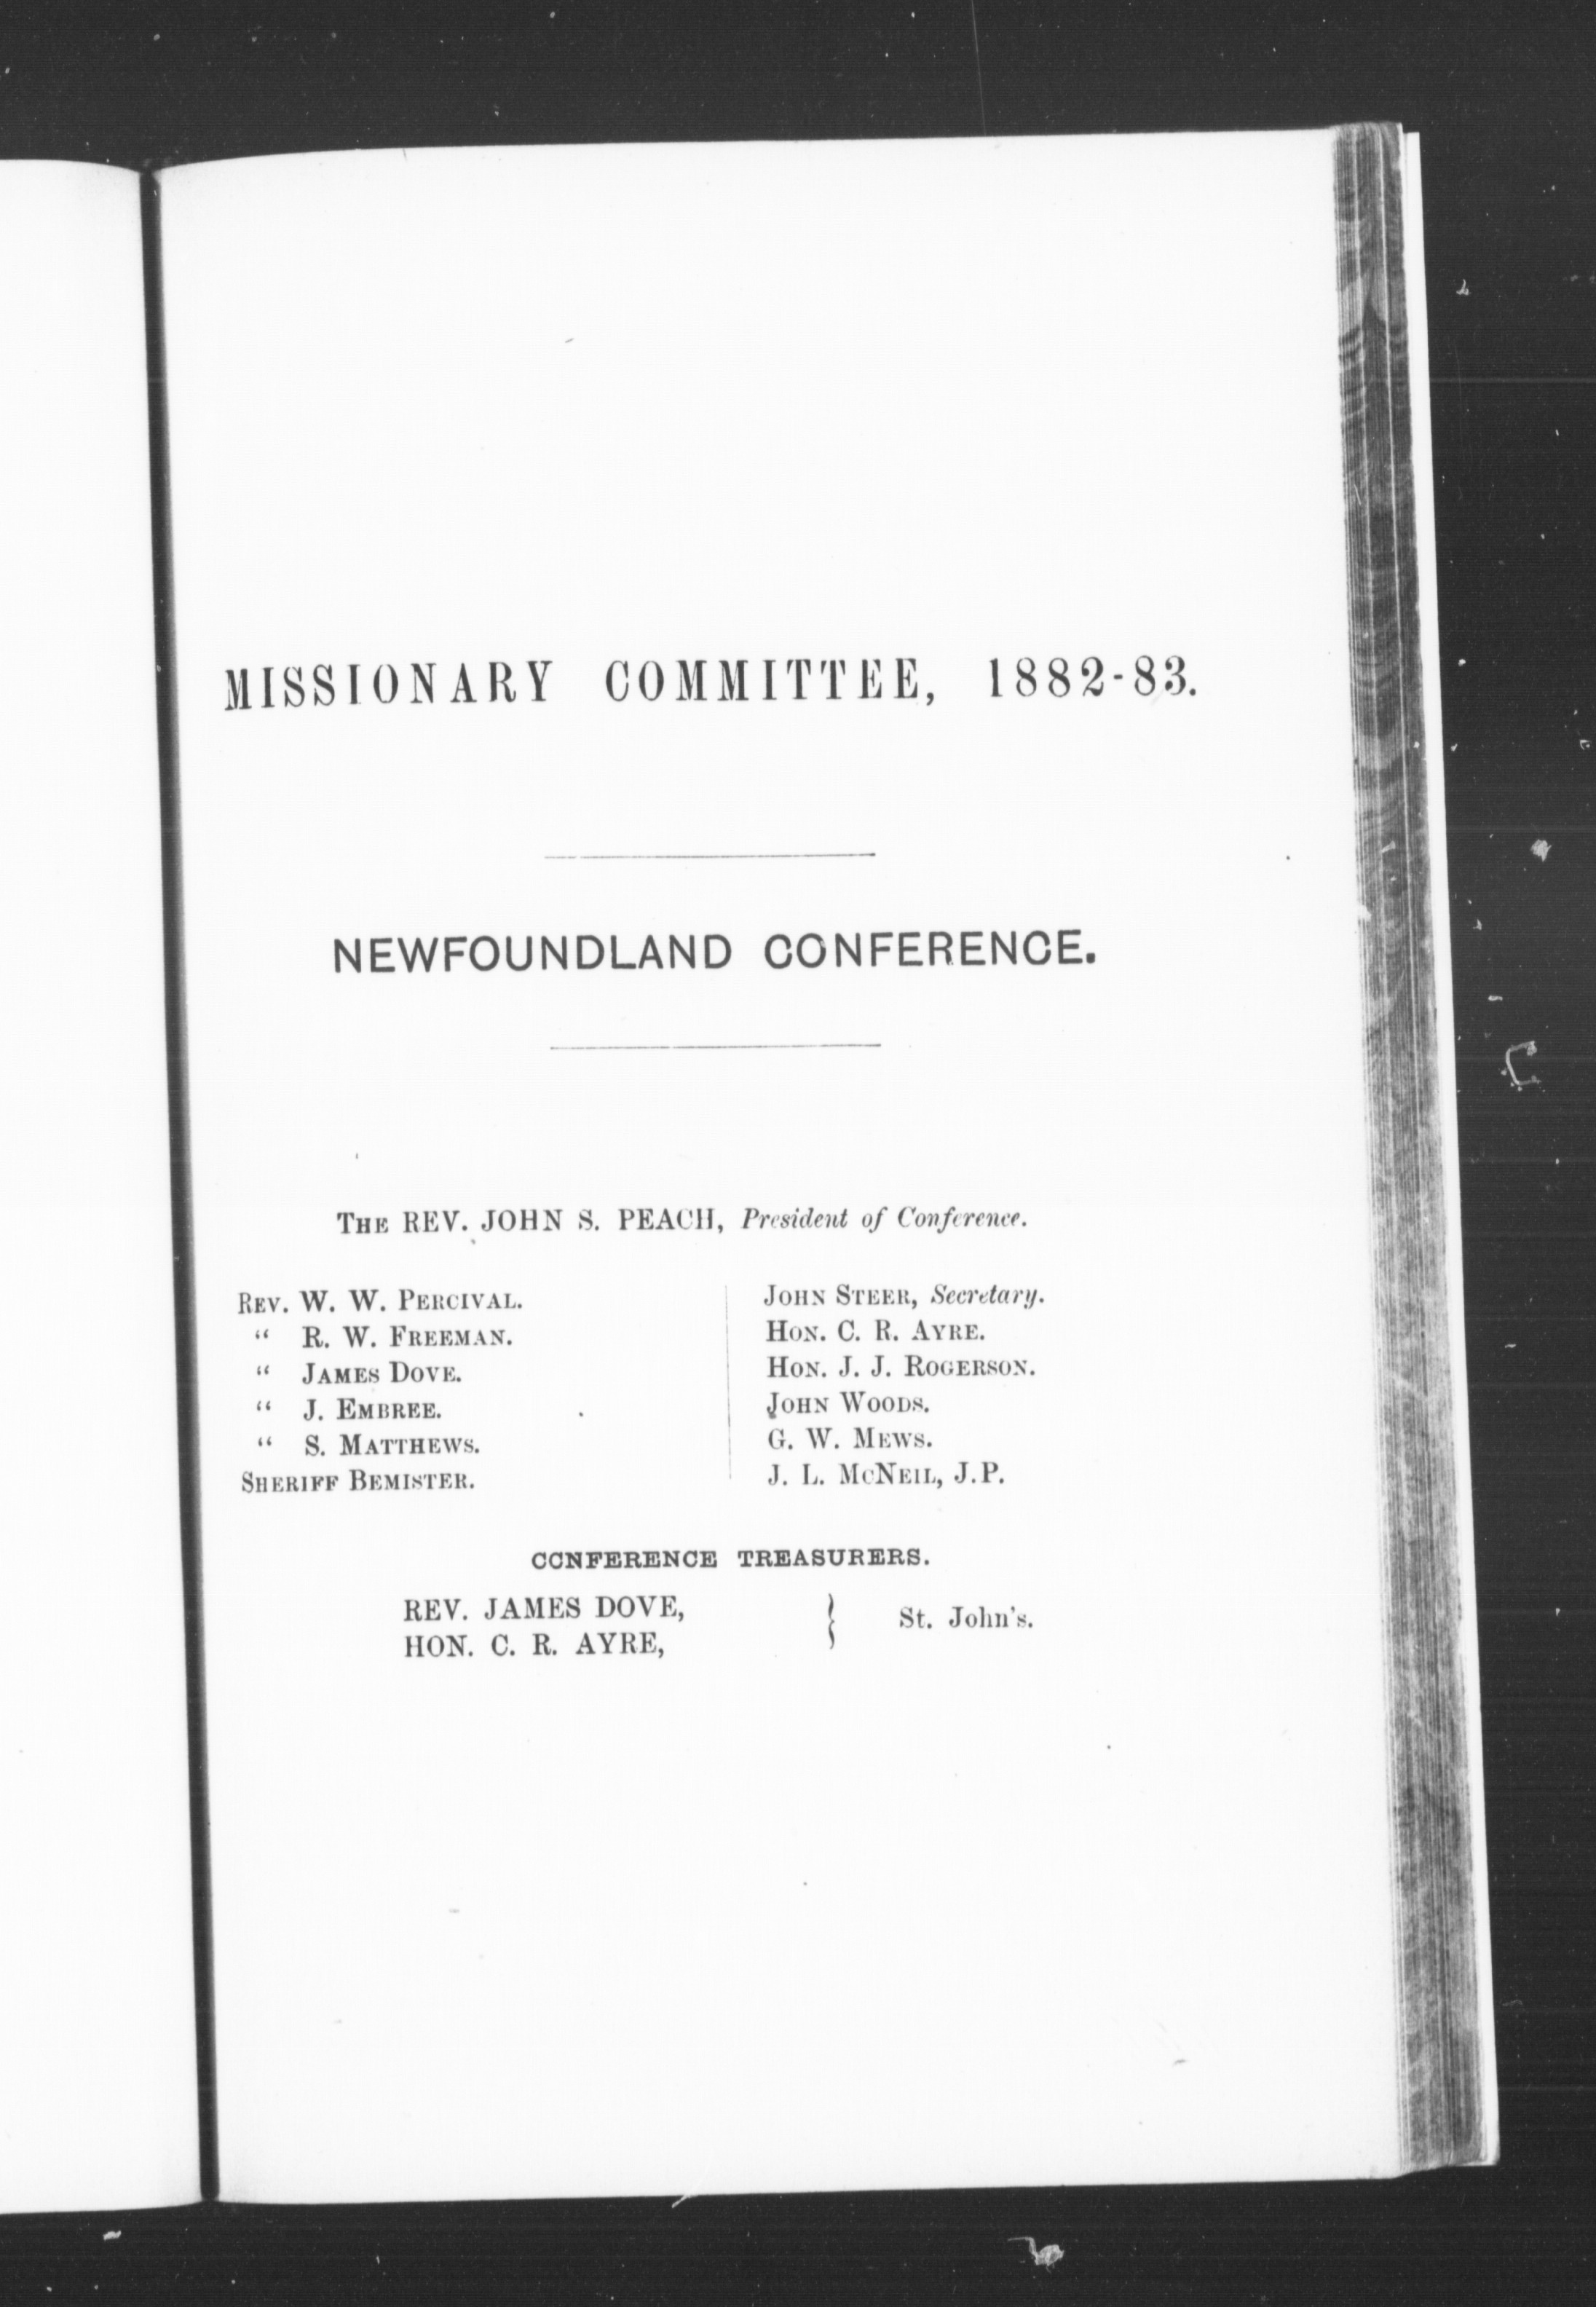 MISSIONARY COMMITTEE, 1882-83.
NEWFOUNDLAND CONFERENCE.
THE REV. JOHN S. PEACH, President of Conference.
REV. W. W. PERCIVAL.
“ R. W. FREEMAN.
“ JAMES DOVE.
“ J. EMBREE.
“ S. MATTHEWS.
SHERIFF BEMISTER.
JOHN STEER, Secretary.
HON. C. R. AYRE.
HON. J. J. ROGERSON.
JOHN WOODS.
G. W. MEWS.
J. L. MCNEIL, J.P.
CONFERENCE TREASURERS.
REV. JAMES DOVE,
HON. C. R. AYRE,
} St. John's.